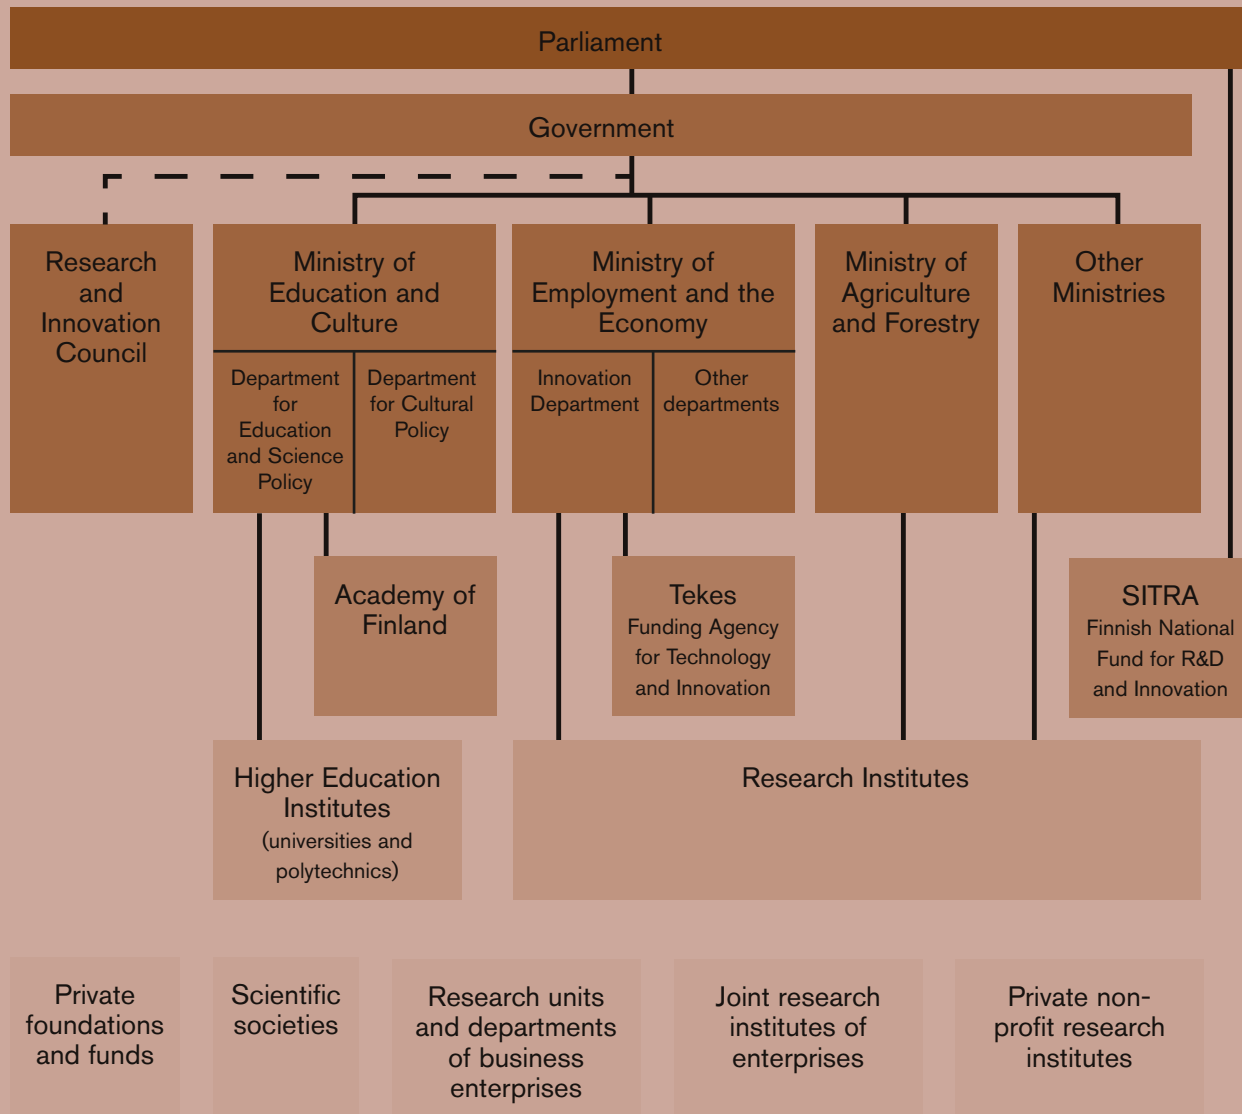 Parliament
Government
Research
and
Innovation
Council
Ministry of
Education and
Culture
Department
for
Education
and Science
Policy
Department
for Cultural
Policy
Ministry of
Employment and the
Economy
Innovation
Department
Other
departments
Ministry of
Agriculture
and Forestry
Other
Ministries
Academy of
Finland
Tekes
Funding Agency
for Technology
and Innovation
SITRA
Finnish National
Fund for R&D
and Innovation
Higher Education
Institutes
(universities and
polytechnics)
Research Institutes
Private
foundations
and funds
Scientific
societies
Research units
and departments
of business
enterprises
Joint research
institutes of
enterprises
Private non-
profit research
institutes